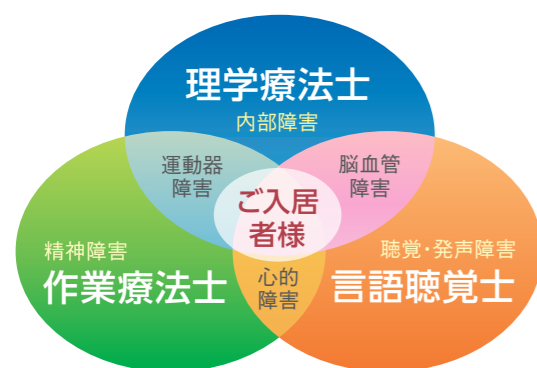 理学療法士
内部障害
運動器
障害
脳血管
障害
ご入居
者様
精神障害
作業療法士
聴覚・発声障害
言語聴覚士
心的
障害